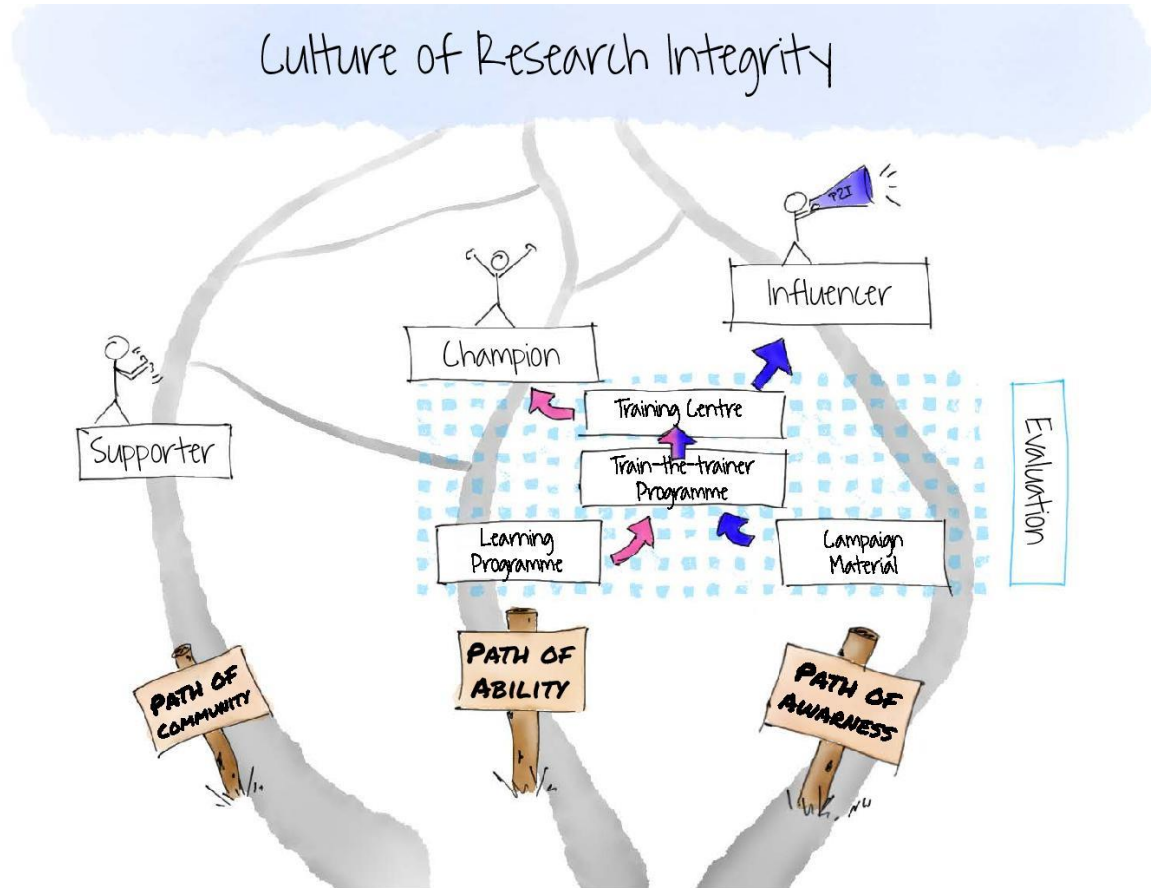 Culture of Research Integrity
P2I
Influencer
Champion
Supporter
Training Centre
Train-the-trainer
Programme
Learning
Programme
Campaign
Material
Evaluation
PATH OF
COMMUNITY
PATH OF
ABILITY
PATH OF
AWARNESS